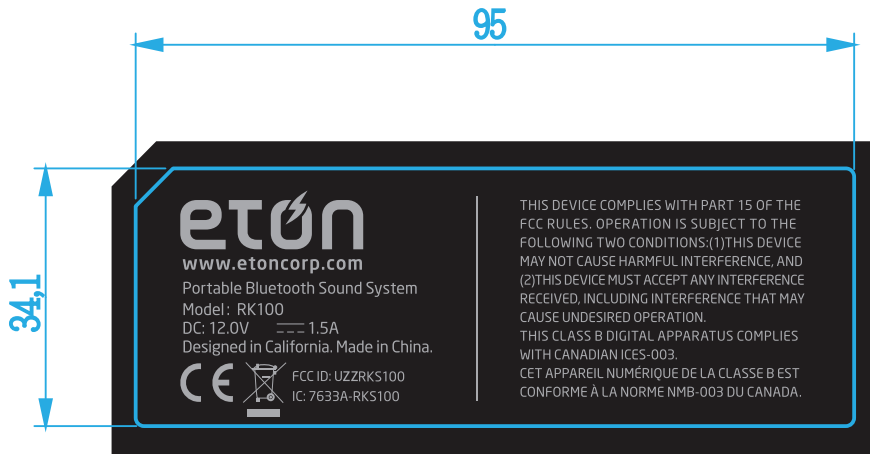 95
34,1
etón
www.etoncorp.com
Portable Bluetooth Sound System
Model: RK100
DC: 12.0V 1.5A
Designed in California. Made in China.
CE
FCC ID: UZZRKS100
IC: 7633A-RKS100
THIS DEVICE COMPLIES WITH PART 15 OF THE
FCC RULES. OPERATION IS SUBJECT TO THE
FOLLOWING TWO CONDITIONS:(1)THIS DEVICE
MAY NOT CAUSE HARMFUL INTERFERENCE, AND
(2)THIS DEVICE MUST ACCEPT ANY INTERFERENCE
RECEIVED, INCLUDING INTERFERENCE THAT MAY
CAUSE UNDESIRED OPERATION.
THIS CLASS B DIGITAL APPARATUS COMPLIES
WITH CANADIAN ICES-003.
CET APPAREIL NUMÉRIQUE DE LA CLASSE B EST
CONFORME À LA NORME NMB-003 DU CANADA.